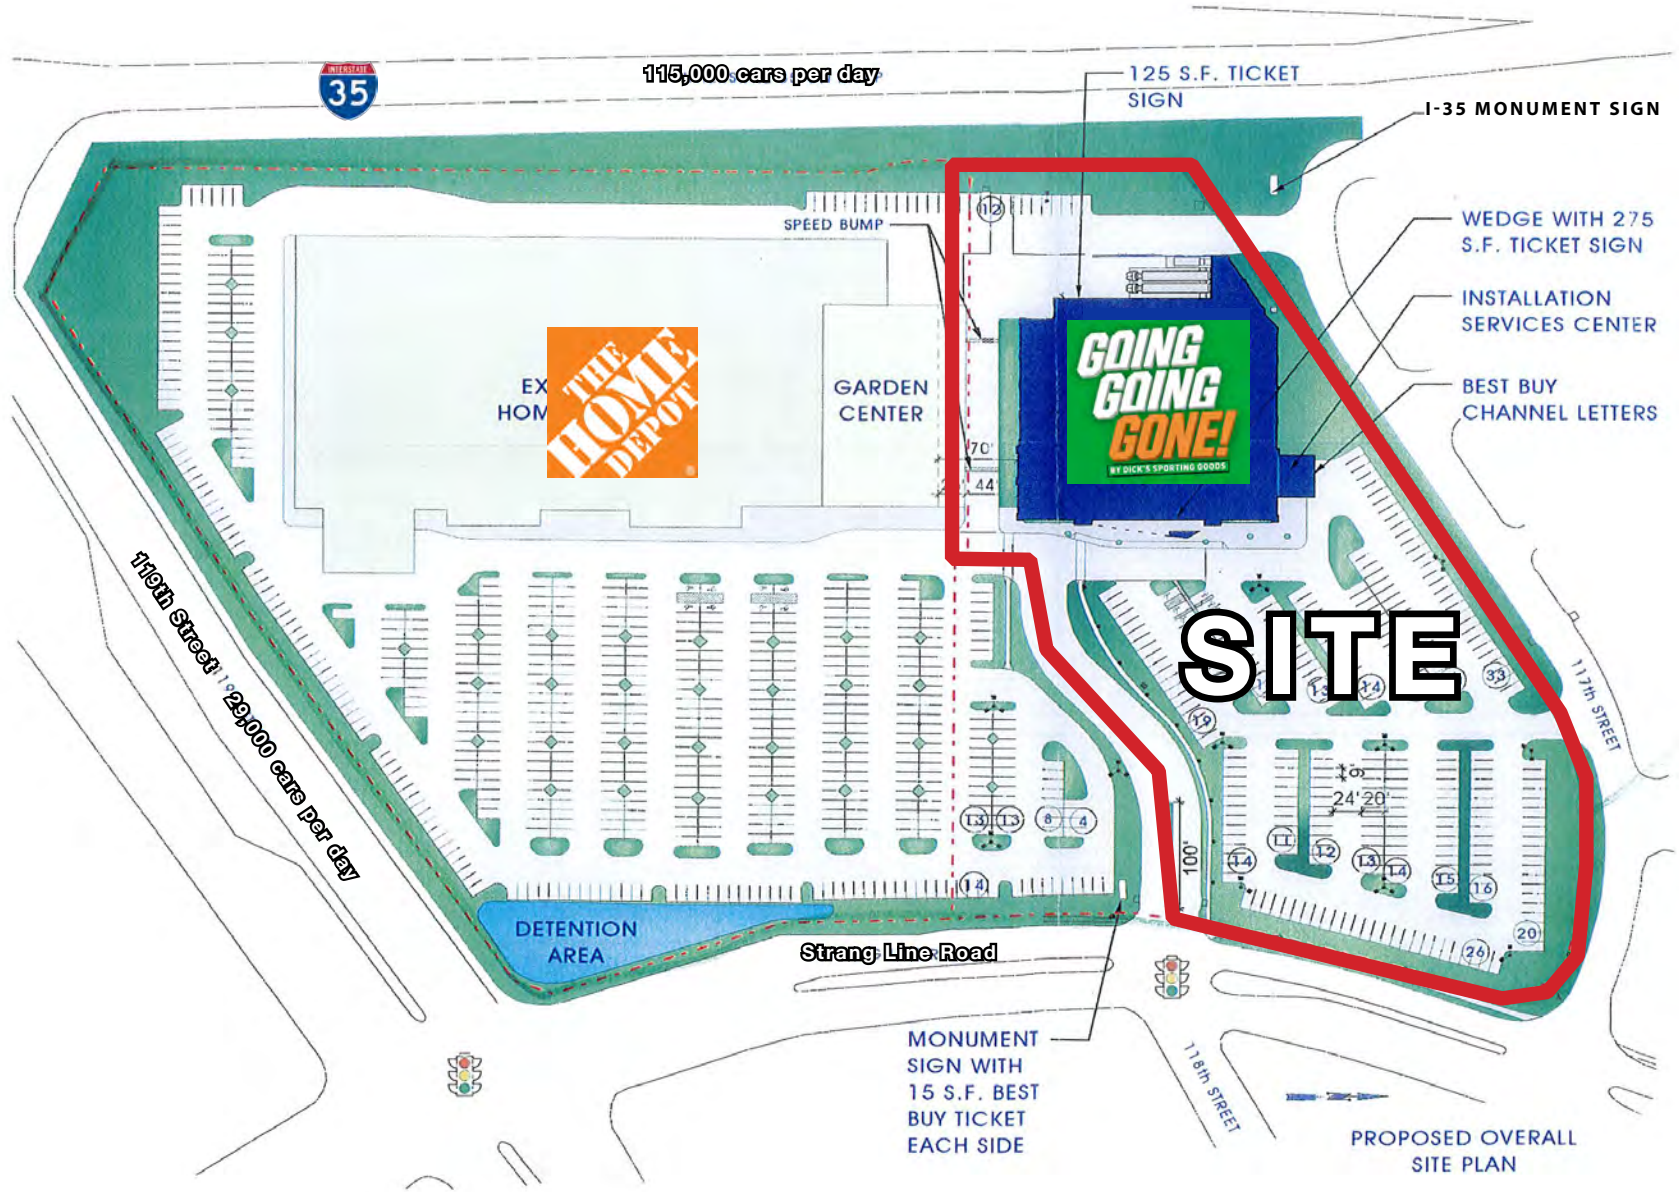 115,000 cars per day
INTERSTATE
35
125 S.F. TICKET
SIGN
I-35 MONUMENT SIGN
12
SPEED BUMP
WEDGE WITH 275
S.F. TICKET SIGN
INSTALLATION
SERVICES CENTER
BEST BUY
CHANNEL LETTERS
EX
HOM
THE
HOME
DEPOT
®
GARDEN
CENTER
GOING
GOING
GONE!
BY DICK'S SPORTING GOODS
70'
44'
119th Street
29,000 cars per day
SITE
14
33
19
117th STREET
9'
24'
20'
13
13
8
4
100'
14
11
12
13
14
15
16
14
20
26
DETENTION
AREA
Strang Line Road
MONUMENT
SIGN WITH
15 S.F. BEST
BUY TICKET
EACH SIDE
118th STREET
PROPOSED OVERALL
SITE PLAN